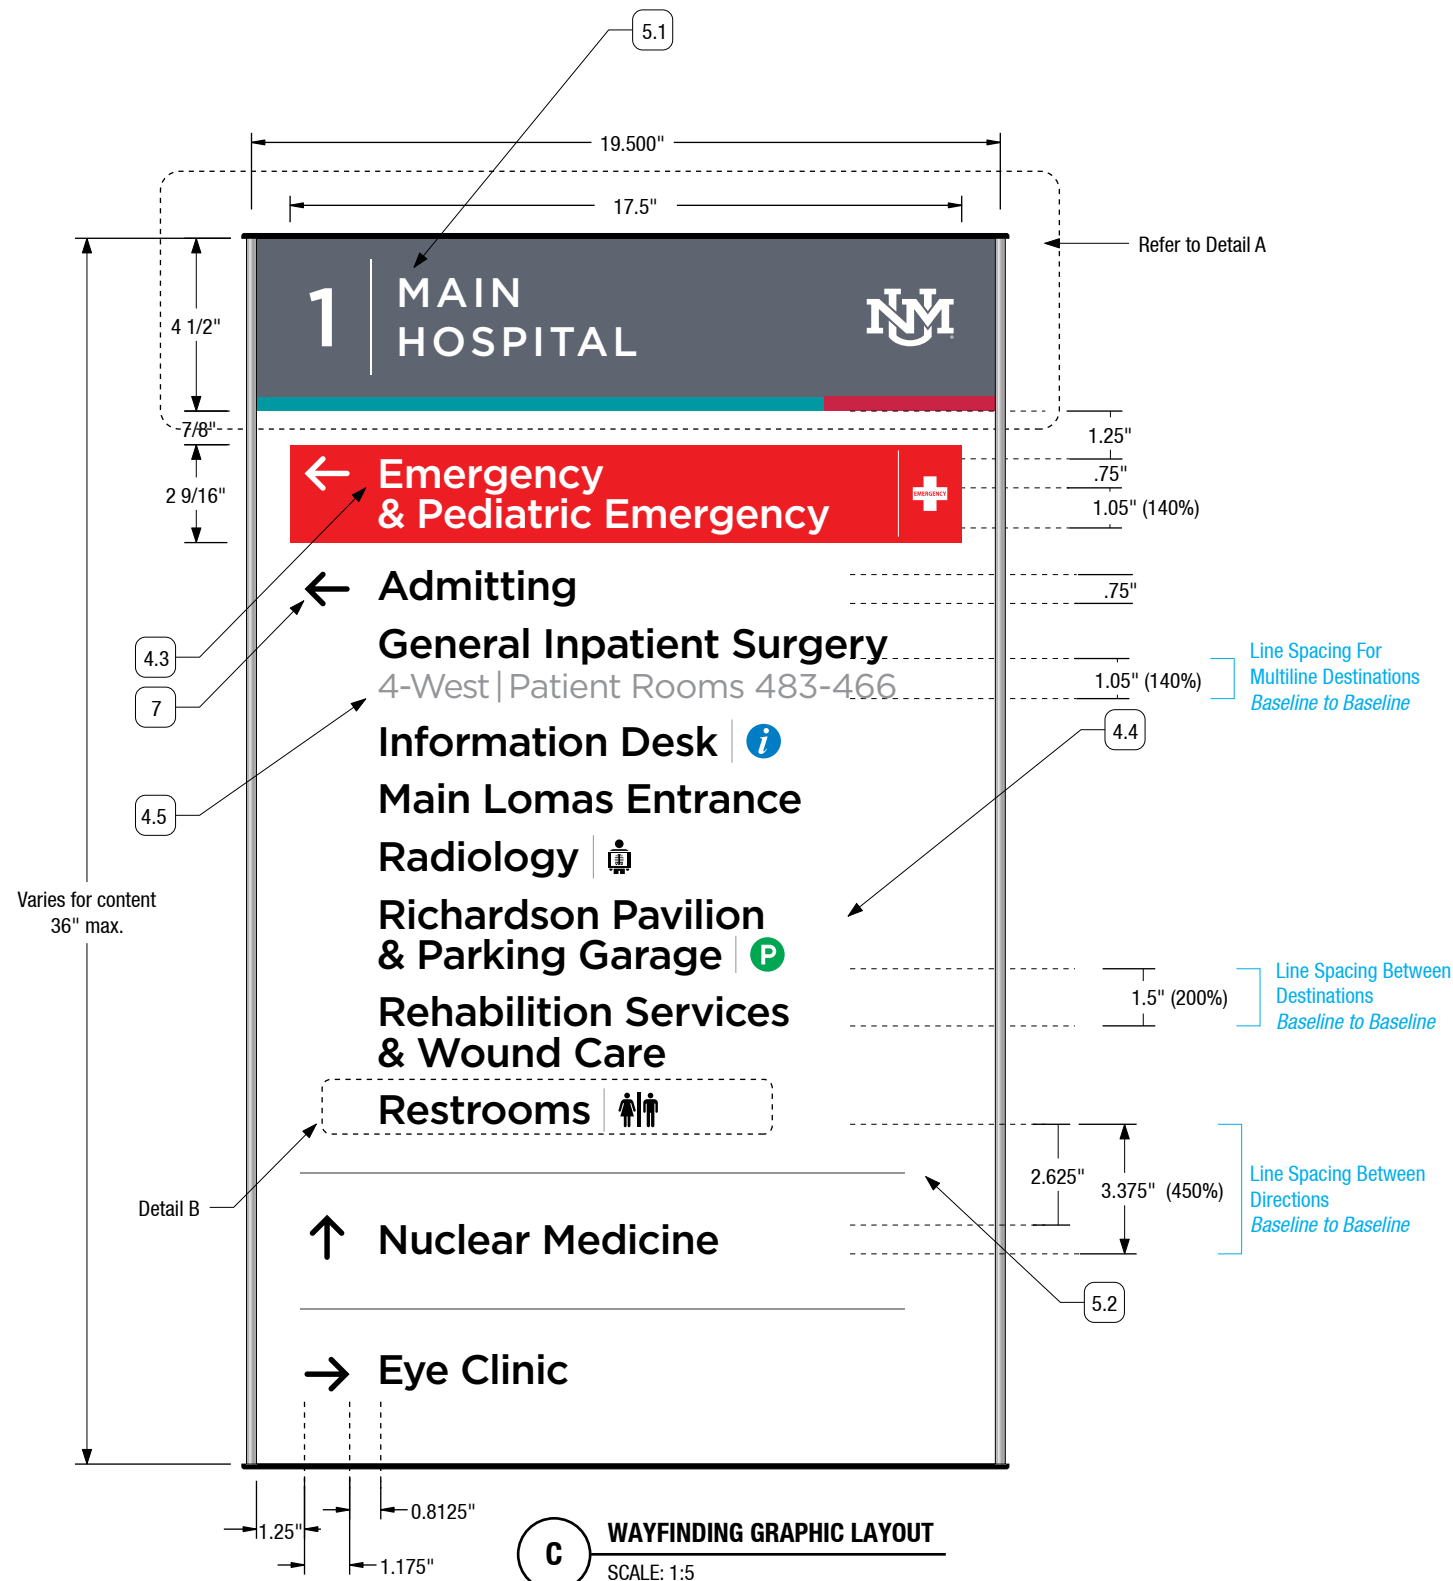 5.1
19.500"
17.5"
Refer to Detail A
4 1/2"
1
MAIN
HOSPITAL
UNM
7/8"
1.25"
2 9/16"
Emergency
& Pediatric Emergency
EMERGENCY
.75"
1.05" (140%)
Admitting
.75"
4.3
General Inpatient Surgery
4-West|Patient Rooms 483-466
1.05" (140%)
Line Spacing For
Multiline Destinations
Baseline to Baseline
7
Information Desk
i
4.4
4.5
Main Lomas Entrance
Radiology
Varies for content
36" max.
Richardson Pavilion
& Parking Garage
P
1.5" (200%)
Line Spacing Between
Destinations
Baseline to Baseline
Rehabilition Services
& Wound Care
Restrooms
Detail B
2.625"
3.375" (450%)
Line Spacing Between
Directions
Baseline to Baseline
Nuclear Medicine
5.2
Eye Clinic
1.25"
0.8125"
1.175"
C
WAYFINDING GRAPHIC LAYOUT
SCALE: 1:5